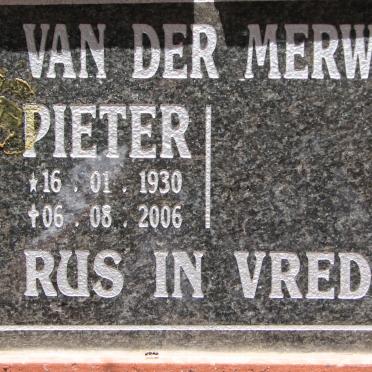 VAN DER MERW
PIETER
★16 . 01 . 1930
✝06 . 08 . 2006
RUS IN VRED